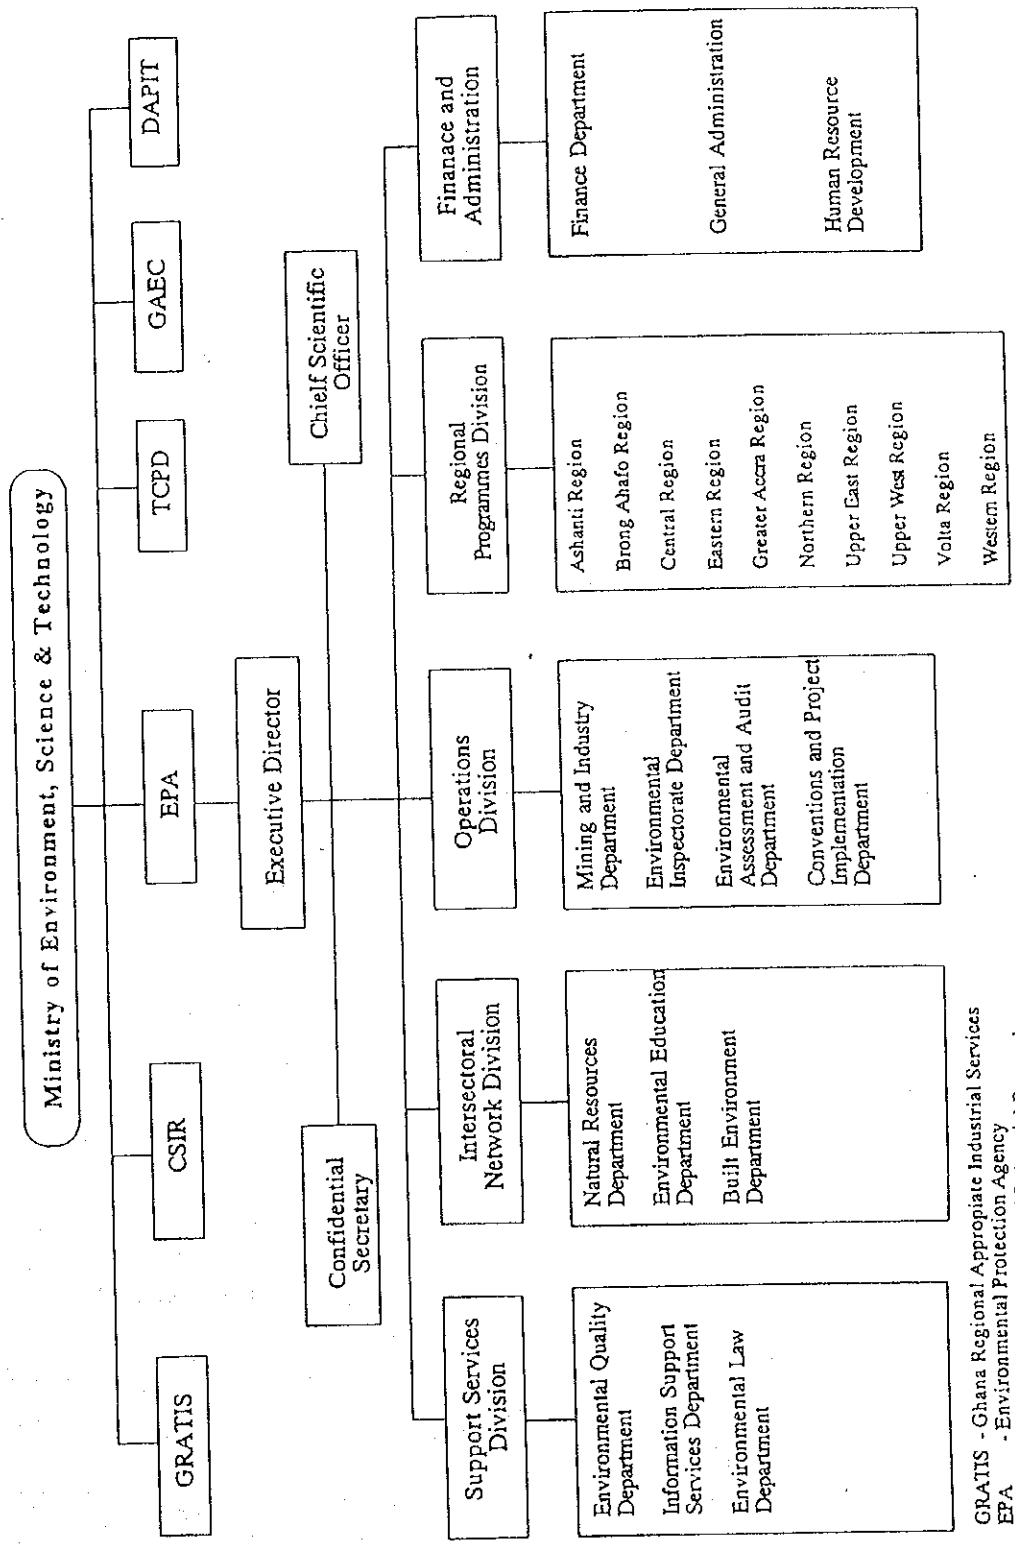 Ministry of Environment, Science & Technology
GRATIS
CSIR
EPA
TCPD
GAEC
DAPIT
Executive Director
Confidential
Secretary
Chielf Scientific
Officer
Support Services
Division
Intersectoral
Network Division
Operations
Division
Regional
Programmes Division
Finanace and
Administration
Environmental Quality
Department
Information Support
Services Department
Environmental Law
Department
Natural Resources
Department
Environmental Education
Department
Built Environment
Department
Mining and Industry
Department
Environmental
Inspectorate Department
Environmental
Assessment and Audit
Department
Conventions and Project
Implementation
Department
Ashanti Region
Brong Ahafo Region
Central Region
Eastern Region
Greater Accra Region
Northern Region
Upper East Region
Upper West Region
Volta Region
Western Region
Finance Department
General Administration
Human Resource
Development
GRATIS - Ghana Regional Appropiate Industrial Services
EPA - Environmental Protection Agency